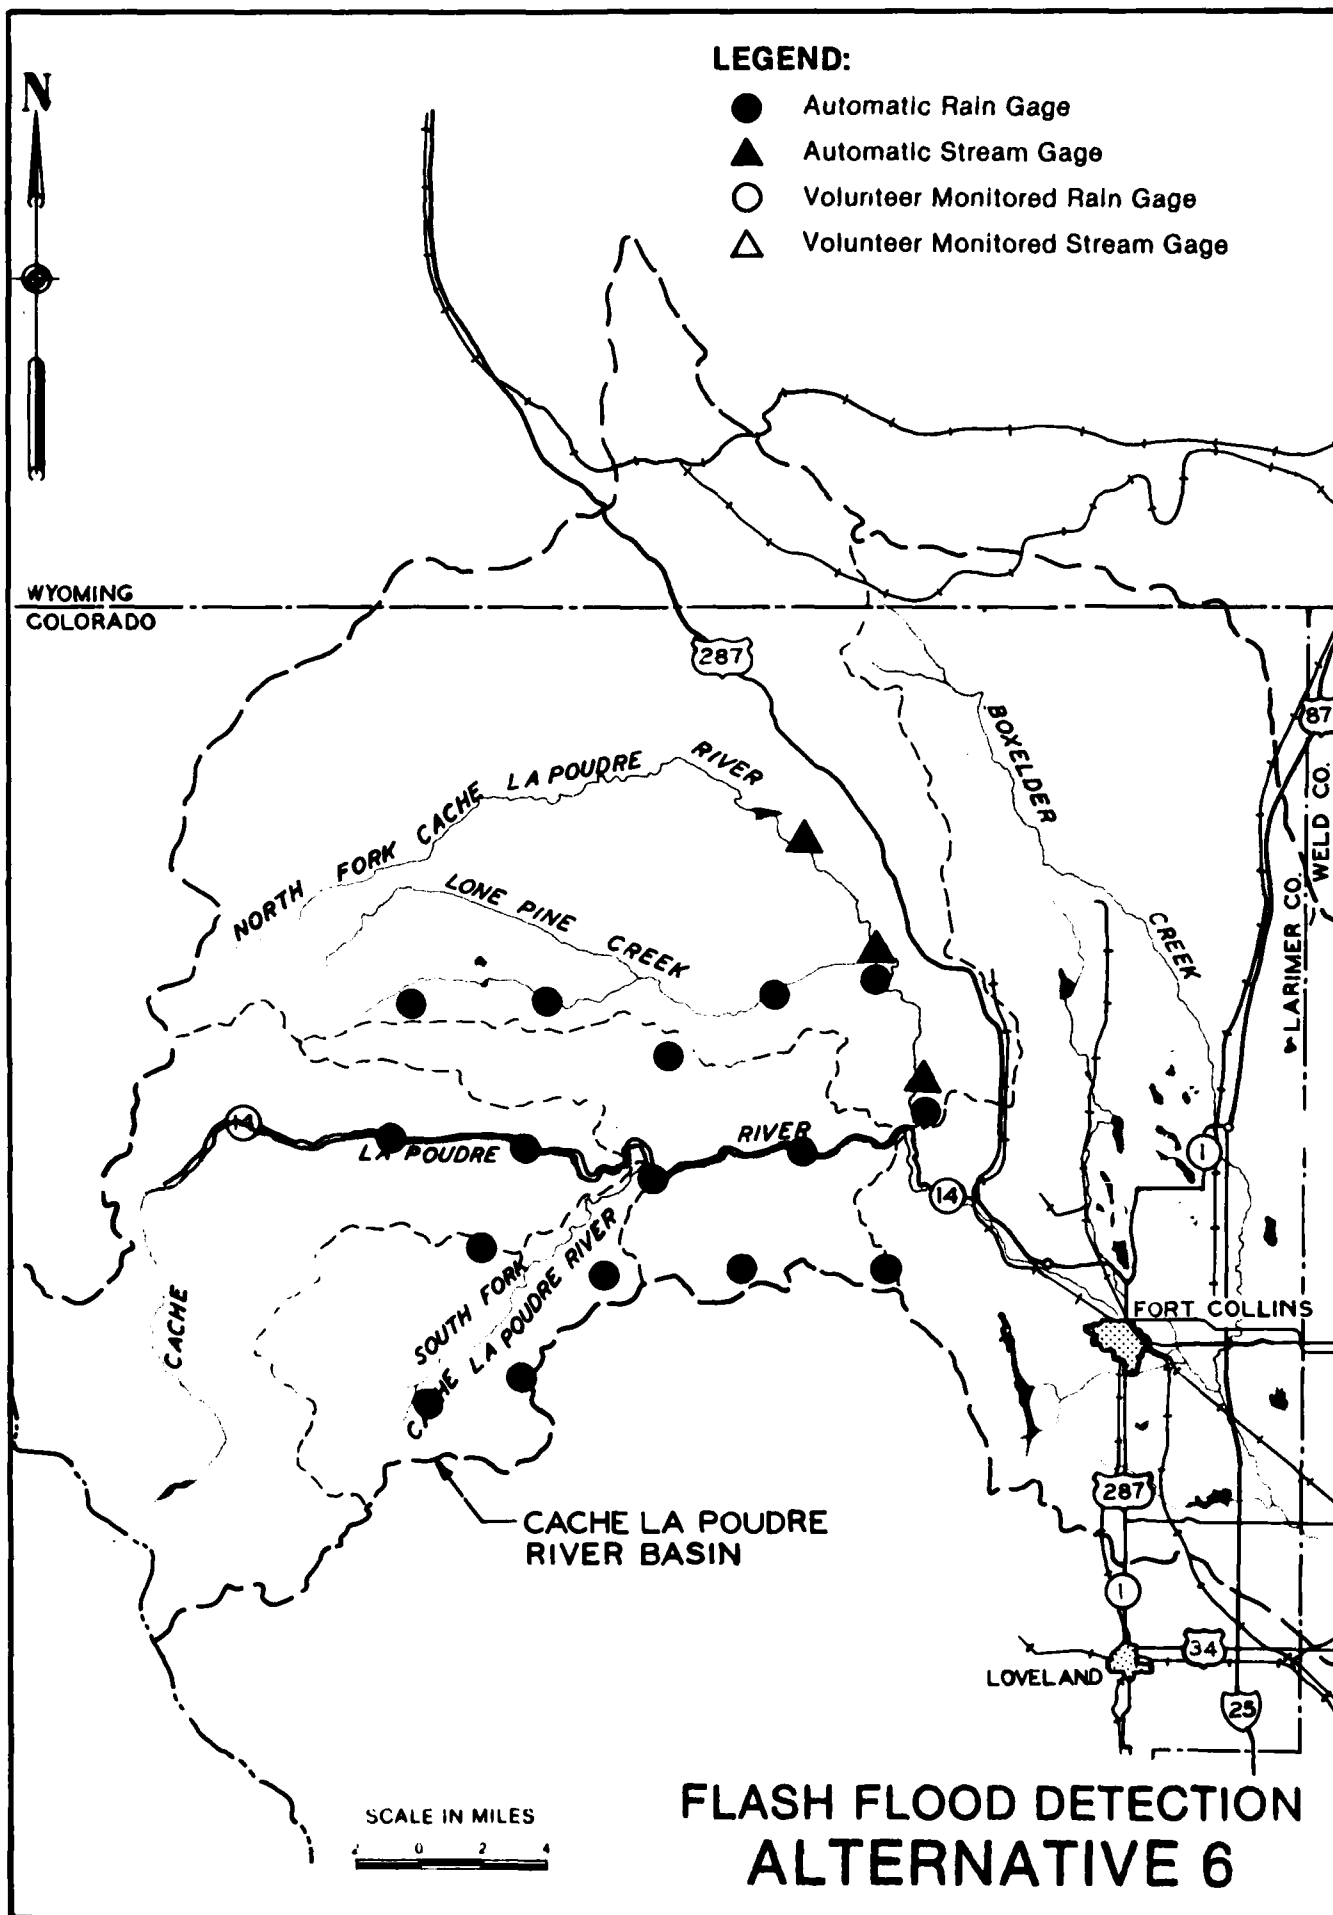 LEGEND:
N
Automatic Rain Gage
Automatic Stream Gage
Volunteer Monitored Rain Gage
Volunteer Monitored Stream Gage
WYOMING
COLORADO
287
87
BOXELDER
CREEK
NORTH FORK CACHE LA POUDRE RIVER
LONE PINE CREEK
WELD CO.
LARIMER CO.
14
LA POUDRE
RIVER
14
1
CACHE
SOUTH FORK
CACHE LA POUDRE RIVER
FORT COLLINS
287
CACHE LA POUDRE
RIVER BASIN
1
34
LOVELAND
25
SCALE IN MILES
2 0 2 4
FLASH FLOOD DETECTION
ALTERNATIVE 6